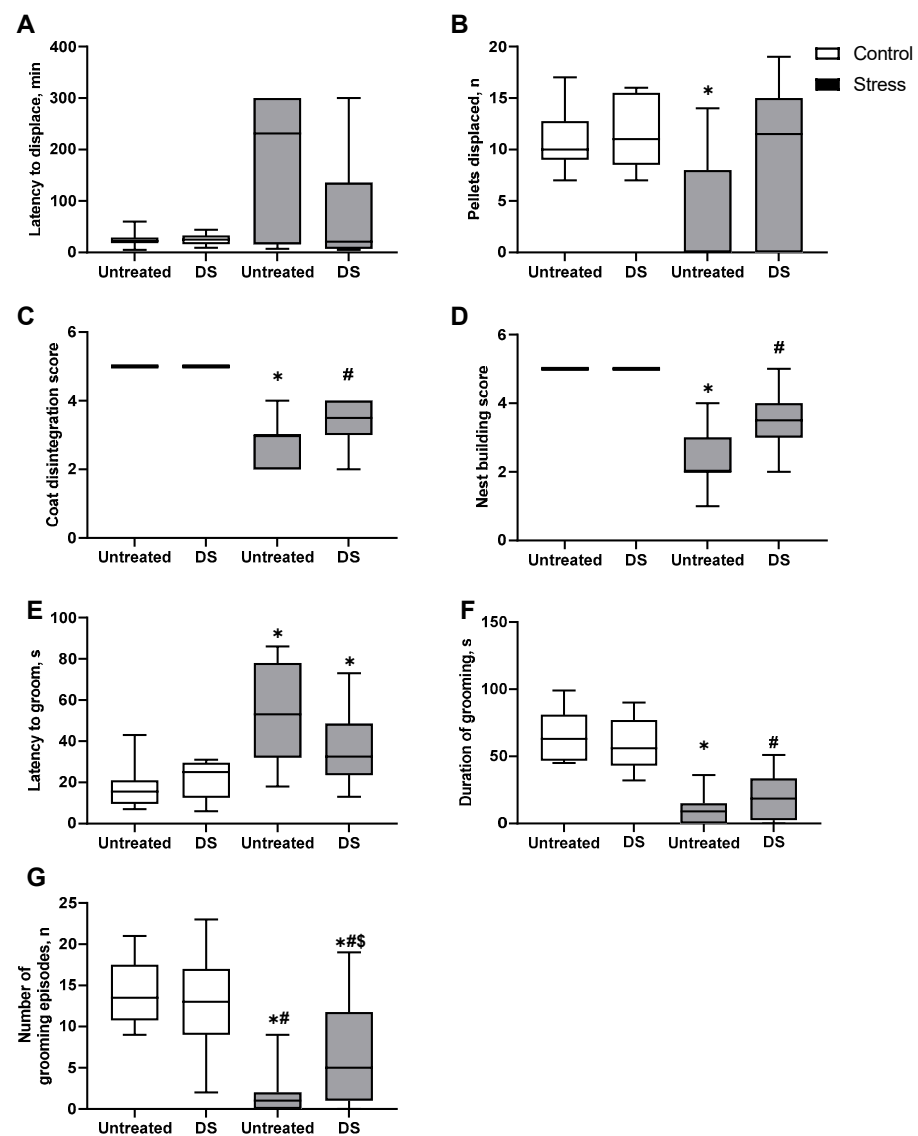 A
Latency to displace, min
400
300
200
100
0
Untreated DS Untreated DS
B
Pellets displaced, n
20
15
10
5
0
*
Untreated DS Untreated DS
Control
Stress
C
Coat disintegration score
6
4
2
0
* #
Untreated DS Untreated DS
D
Nest building score
6
4
2
0
* #
Untreated DS Untreated DS
E
Latency to groom, s
100
80
60
40
20
0
* *
Untreated DS Untreated DS
F
Duration of grooming, s
150
100
50
0
* #
Untreated DS Untreated DS
G
Number of
grooming episodes, n
25
20
15
10
5
0
*# *#$
Untreated DS Untreated DS